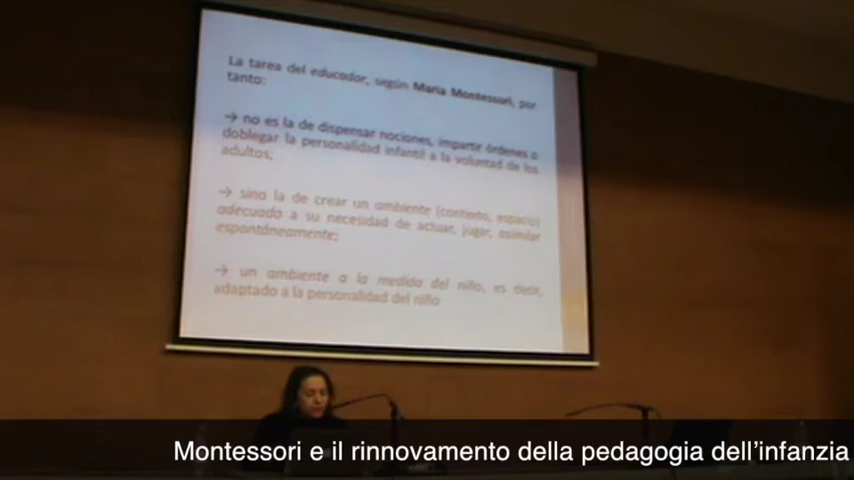 La tarea del educador, según María Montessori, por
tanto:
→ no es la de dispensar nociones, impartir órdenes o
doblegar la personalidad infantil a la voluntad de los
adultos;
→ sino la de crear un ambiente (contexto, espacio)
adecuado a su necesidad de actuar, jugar, asimilar
espontáneamente;
→ un ambiente a la medida del niño, es decir,
adaptado a la personalidad del niño
Montessori e il rinnovamento della pedagogia dell'infanzia